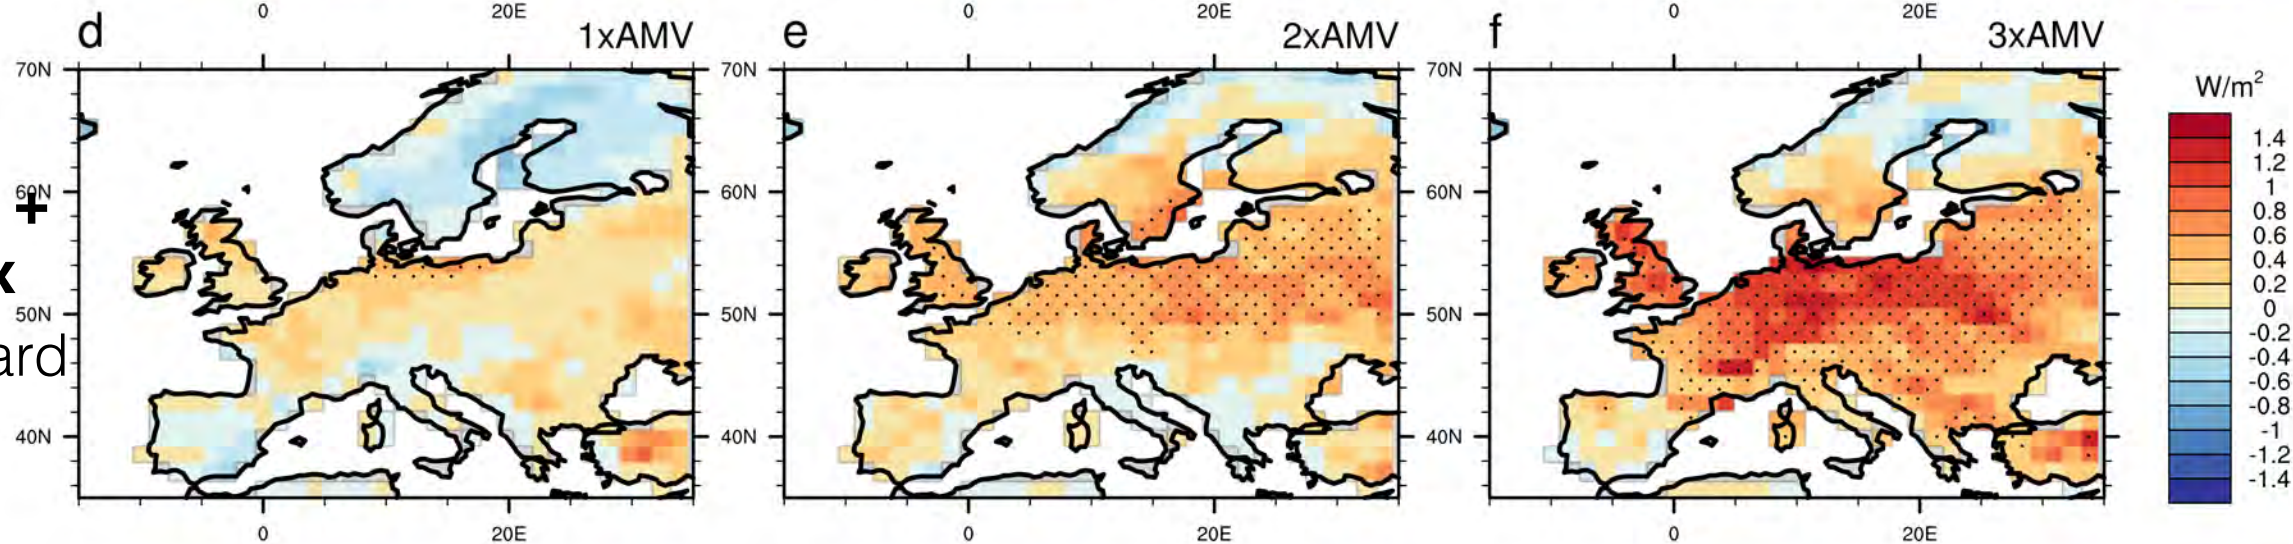 0 20E 0 20E 0 20E
d 1xAMV e 2xAMV f 3xAMV
70N 70N 70N
W/m²
1.4
1.2
60N 60N 60N 1
+
0.8
0.6
0.4
x
0.2
50N 50N 50N 0
-0.2
ard
-0.4
-0.6
-0.8
40N 40N 40N -1
-1.2
-1.4
0 20E 0 20E 0 20E